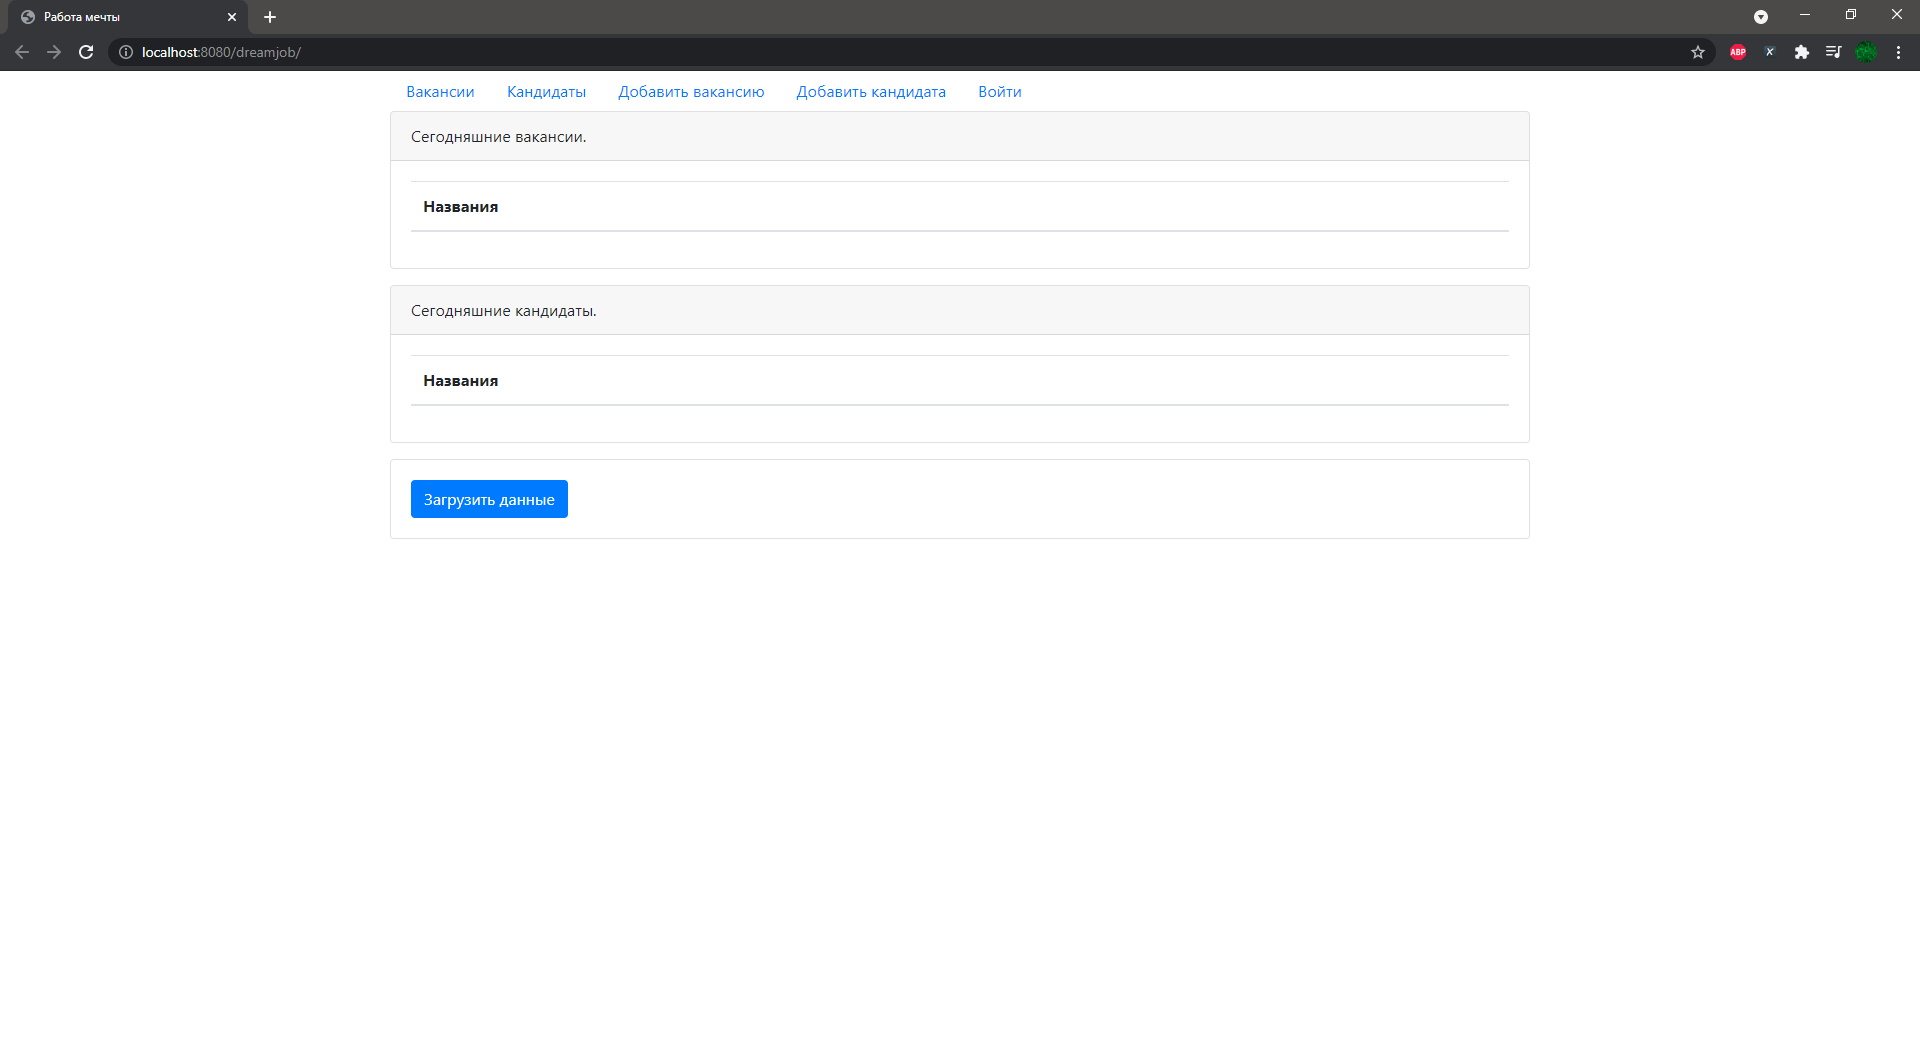 Работа мечты
localhost:8080/dreamjob/
ABP
X
Вакансии Кандидаты Добавить вакансию Добавить кандидата Войти
Сегодняшние вакансии.
Названия
Сегодняшние кандидаты.
Названия
Загрузить данные